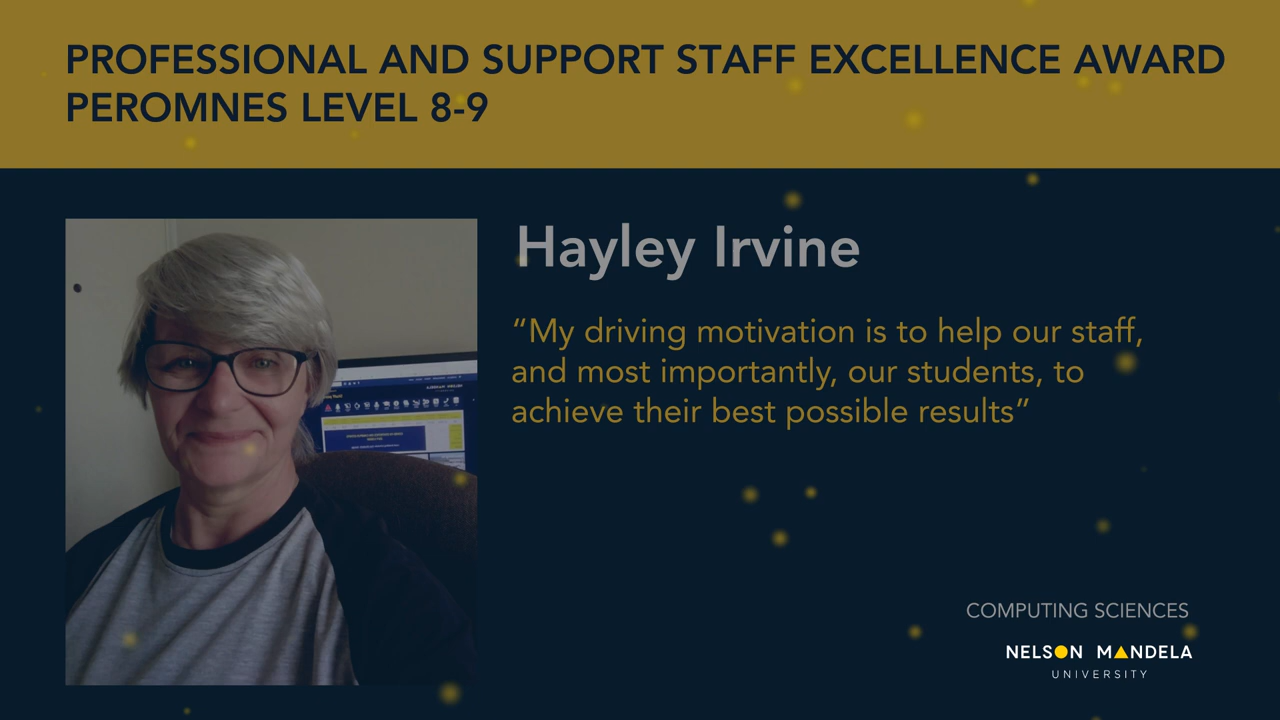 PROFESSIONAL AND SUPPORT STAFF EXCELLENCE AWARD
PEROMNES LEVEL 8-9
Hayley Irvine
“My driving motivation is to help our staff,
and most importantly, our students, to
achieve their best possible results”
COMPUTING SCIENCES
NELSON MANDELA
UNIVERSITY